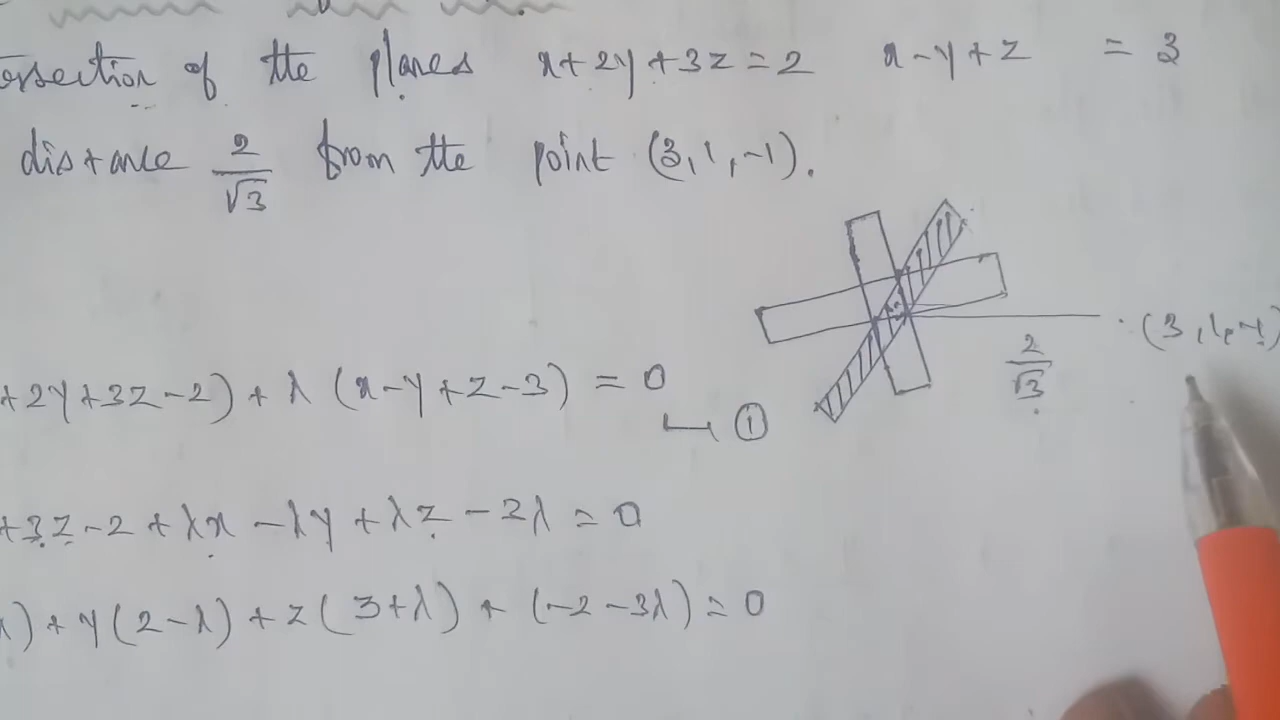 ersection of the planes x+2y+3z=2 x-y+z = 3
distance 2/√3 from the point (3,1,-1).
2/√3 (3,1,-1)
+2y+3z-2)+λ(x-y+z-3)=0
①
+3z-2+λx-λy+λz-3λ=0
)+y(2-λ)+z(3+λ)+(-2-3λ)=0